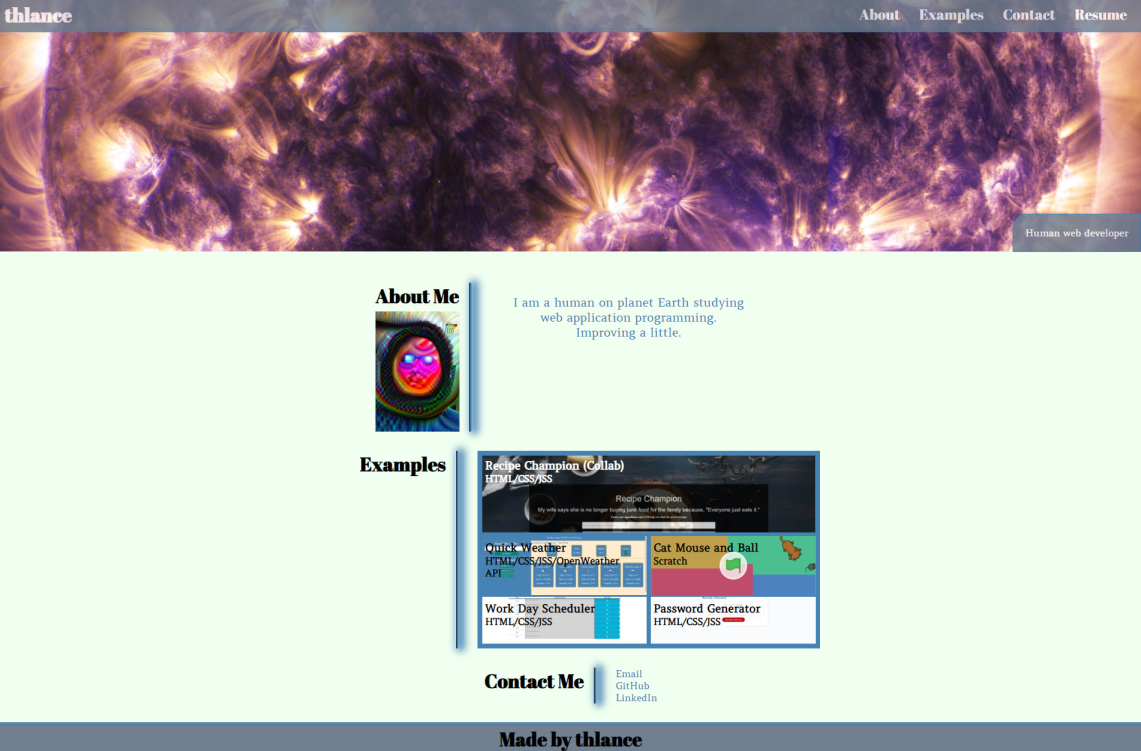 thlance
About Examples Contact Resume
Human web developer
About Me
I am a human on planet Earth studying
web application programming.
Improving a little.
Examples
Recipe Champion (Collab)
HTML/CSS/JSS
Recipe Champion
My wife says she is no longer buying junk food for the family because, "Everyone just eats it."
Quick Weather
HTML/CSS/JSS/OpenWeather
API
Cat Mouse and Ball
Scratch
Work Day Scheduler
HTML/CSS/JSS
Password Generator
HTML/CSS/JSS
Contact Me
Email
GitHub
LinkedIn
Made by thlance